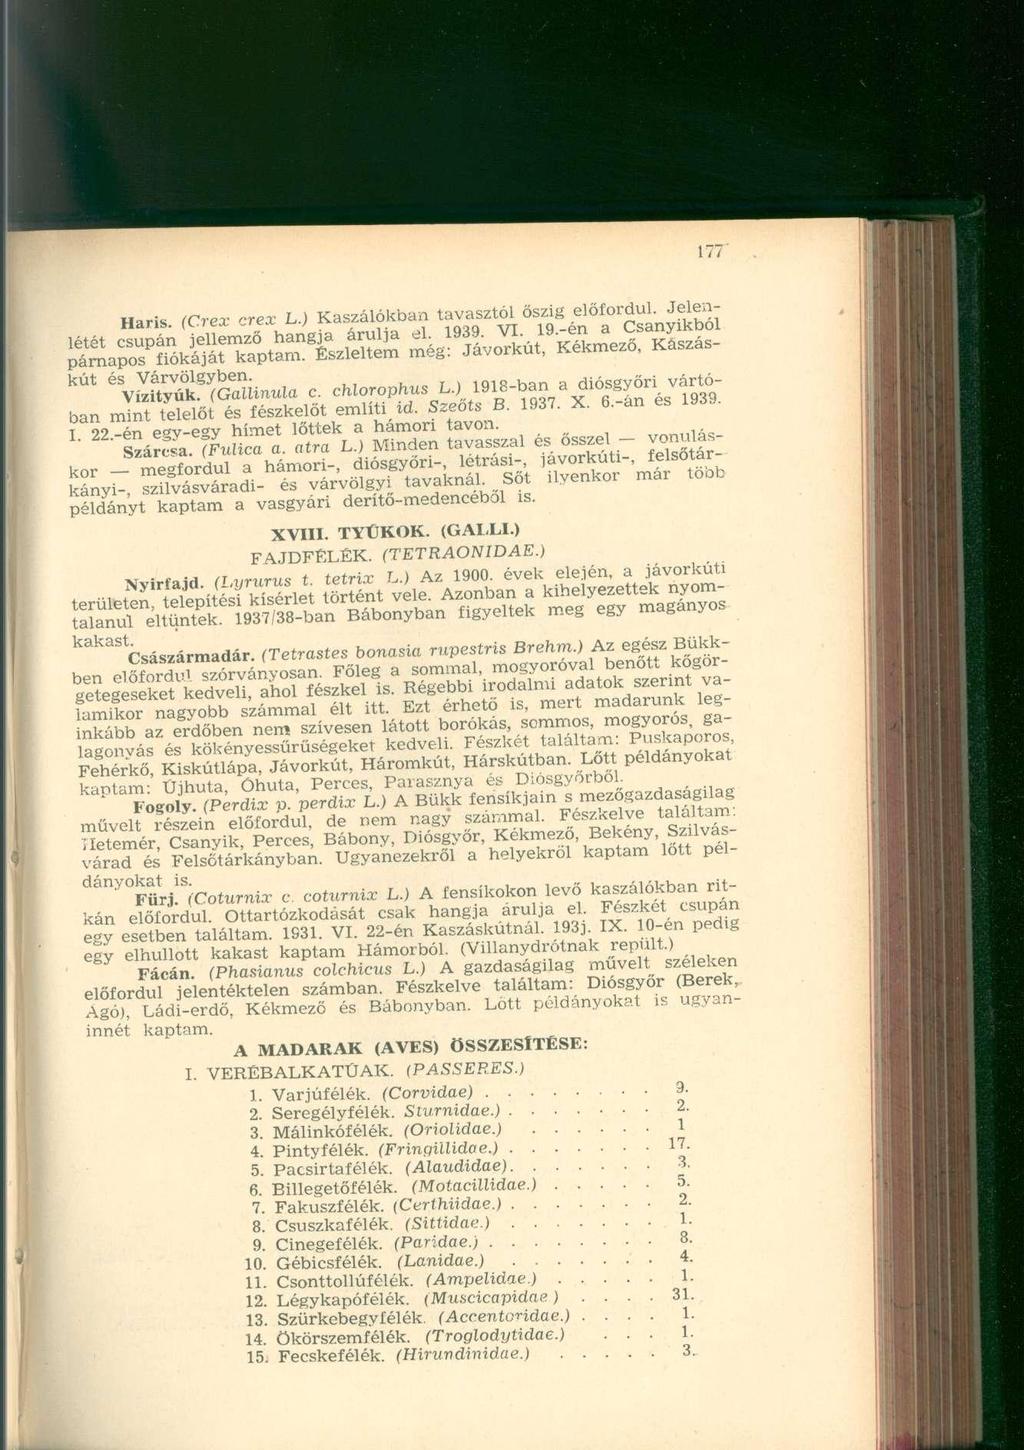 177
Haris. (Crex crex L.) Kaszálókban tavasztól őszig előfordul. Jelen-
létét csupán jellemző hangja árulja el. 1939. VI. 19.-én a Csanyikból
párnapos fiókáját kaptam. Észleltem még: Jávorkút, Kékmező, Kaszás-
kút és Várvölgyben.
Vízityúk. (Gallinula c. chlorophus L.) 1918-ban a diósgyőri vártó-
ban mint telelőt és fészkelőt említi id. Szeőts B. 1937. X. 6.-án és 1939.
I. 22.-én egy-egy hímet lőttek a hámori tavon.
Szárcsa. (Fulica a. atra L.) Minden tavasszal és ősszel — vonulás-
kor — megfordul a hámori-, diósgyőri-, létrási-, jávorkúti-, felsőtár-
kányi-, szilvásváradi- és várvölgyi tavaknál. Sőt ilyenkor már több
példányt kaptam a vasgyári derítő-medencéből is.
XVIII. TYÚKOK. (GALLI.)
FAJDFÉLÉK. (TETRAONIDAE.)
Nyirfajd. (Lyrurus t. tetrix L.) Az 1900. évek elején, a jávorkúti
területen, telepítési kísérlet történt vele. Azonban a kihelyezettek nyom-
talanul eltüntek. 1937/38-ban Bábonyban figyeltek meg egy magányos
kakast.
Császármadár. (Tetrastes bonasia rupestris Brehm.) Az egész Bükk-
ben előfordul szórványosan. Főleg a sommal, mogyoróval benőtt kőgör-
getegeseket kedveli, ahol fészkel is. Régebbi irodalmi adatok szerint va-
lamikor nagyobb számmal élt itt. Ezt érhető is, mert madarunk leg-
inkább az erdőben nem szívesen látott borókás, sommos, mogyorós, ga-
lagonyás és kökényessűrűségeket kedveli. Fészkét találtam: Puskaporos,
Fehérkő, Kiskútlápa, Jávorkút, Háromkút, Hárskútban. Lőtt példányokat
kaptam: Újhuta, Óhuta, Perces, Parasznya és Diósgyőrből.
Fogoly. (Perdix p. perdix L.) A Bükk fensíkjain s mezőgazdaságilag
művelt részein előfordul, de nem nagy számmal. Fészkelve találtam:
Hetemér, Csanyik, Perces, Bábony, Diósgyőr, Kékmező, Bekény, Szilvás-
várad és Felsőtárkányban. Ugyanezekről a helyekről kaptam lőtt pél-
dányokat is.
Fürj. (Coturnix c. coturnix L.) A fensíkokon levő kaszálókban rit-
kán előfordul. Ottartózkodását csak hangja árulja el. Fészkét csupán
egy esetben találtam. 1931. VI. 22-én Kaszáskútnál. 193j. IX. 10-én pedig
egy elhullott kakast kaptam Hámorból. (Villanydrótnak repült.)
Fácán. (Phasianus colchicus L.) A gazdaságilag művelt széleken
előfordul jelentéktelen számban. Fészkelve találtam: Diósgyőr (Berek,
Ágó), Ládi-erdő, Kékmező és Bábonyban. Lőtt példányokat is ugyan-
innét kaptam.
A MADARAK (AVES) ÖSSZESÍTÉSE:
I. VERÉBALKATÚAK. (PASSERES.)
1. Varjúfélék. (Corvidae) . . . . . . . . 9.
2. Seregélyfélék. Sturnidae.) . . . . . . . 2.
3. Málinkófélék. (Oriolidae.) . . . . . . 1
4. Pintyfélék. (Fringillidae.) . . . . . . . 17.
5. Pacsirtafélék. (Alaudidae). . . . . . . 3.
6. Billegetőfélék. (Motacillidae.) . . . . . 5.
7. Fakuszfélék. (Certhiidae.) . . . . . . . 2.
8. Csuszkafélék. (Sittidae.) . . . . . . . 1.
9. Cinegefélék. (Paridae.) . . . . . . . . 8.
10. Gébicsfélék. (Lanidae.) . . . . . . . 4.
11. Csonttollúfélék. (Ampelidae.) . . . . . 1.
12. Légykapófélék. (Muscicapidae) . . . . 31.
13. Szürkebegyfélék. (Accentoridae.) . . . . 1.
14. Ökörszemfélék. (Troglodytidae.) . . . 1.
15. Fecskefélék. (Hirundinidae.) . . . . . 3.